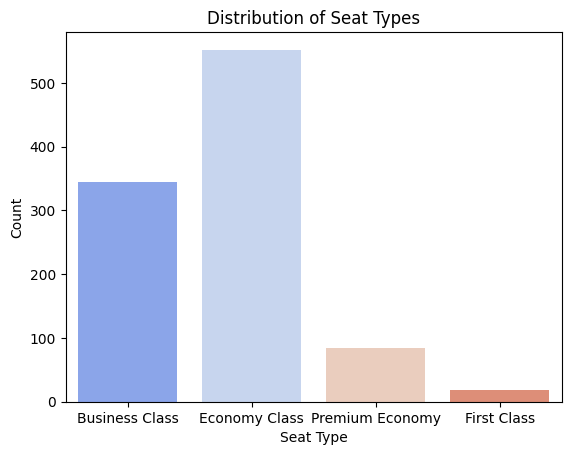 Distribution of Seat Types
Count
500
400
300
200
100
0
Business Class
Economy Class
Premium Economy
First Class
Seat Type